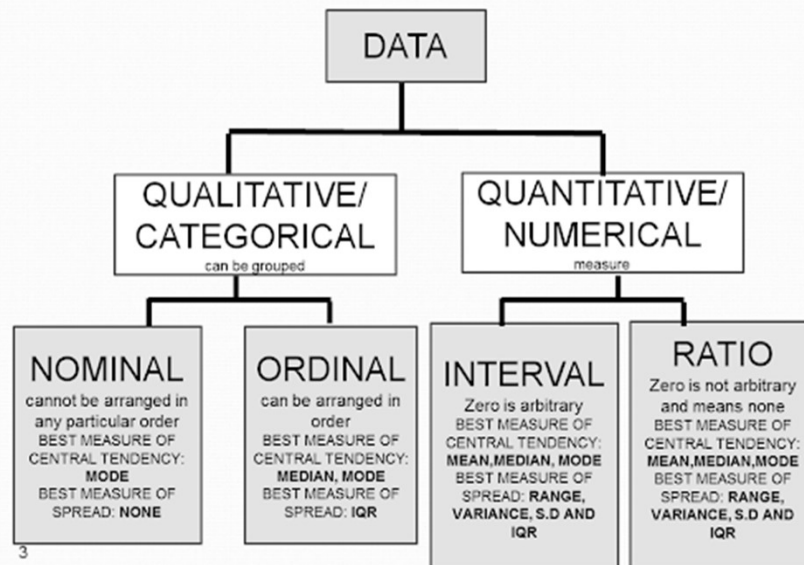 DATA
QUALITATIVE/
CATEGORICAL
can be grouped
QUANTITATIVE/
NUMERICAL
measure
NOMINAL
cannot be arranged in
any particular order
BEST MEASURE OF
CENTRAL TENDENCY:
MODE
BEST MEASURE OF
SPREAD: NONE
ORDINAL
can be arranged in
order
BEST MEASURE OF
CENTRAL TENDENCY:
MEDIAN, MODE
BEST MEASURE OF
SPREAD: IQR
INTERVAL
Zero is arbitrary
BEST MEASURE OF
CENTRAL TENDENCY:
MEAN,MEDIAN, MODE
BEST MEASURE OF
SPREAD: RANGE,
VARIANCE, S.D AND
IQR
RATIO
Zero is not arbitrary
and means none
BEST MEASURE OF
CENTRAL TENDENCY:
MEAN,MEDIAN,MODE
BEST MEASURE OF
SPREAD: RANGE,
VARIANCE, S.D AND
IQR
3